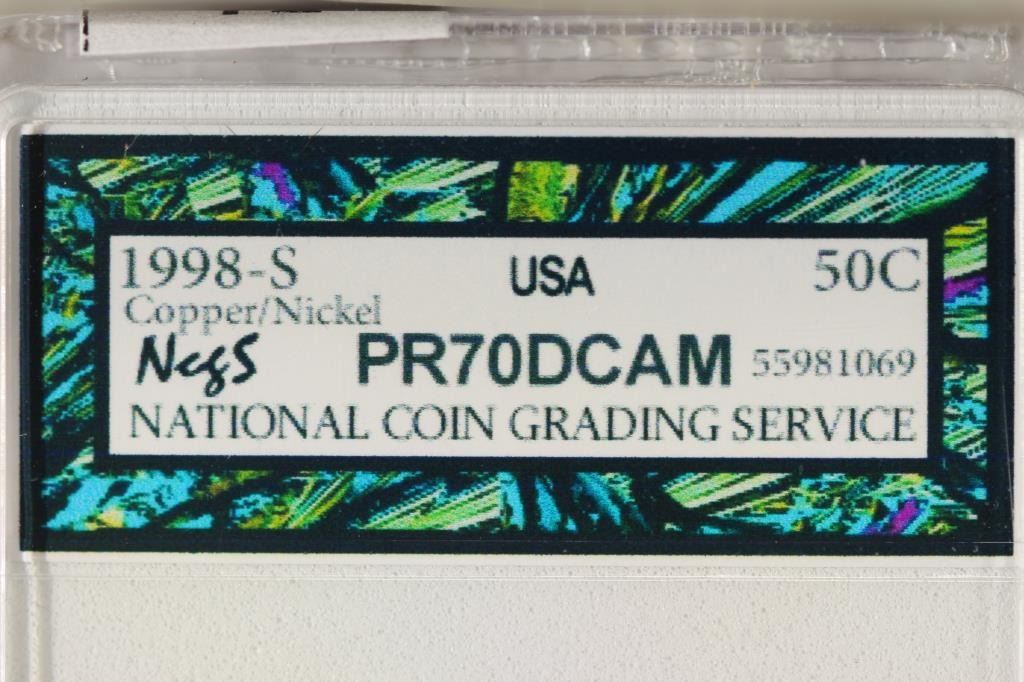 1998-S USA 50C
Copper/Nickel
NcgS PR70DCAM 55981069
NATIONAL COIN GRADING SERVICE